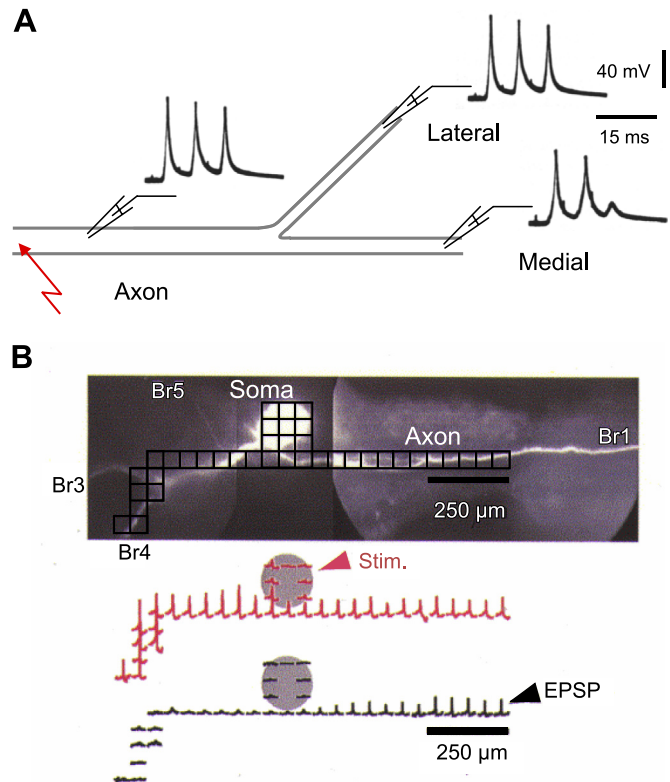 A
40 mV
15 ms
Lateral
Medial
Axon
B
Br5
Soma
Axon
Br1
Br3
250 µm
Br4
Stim.
EPSP
250 µm